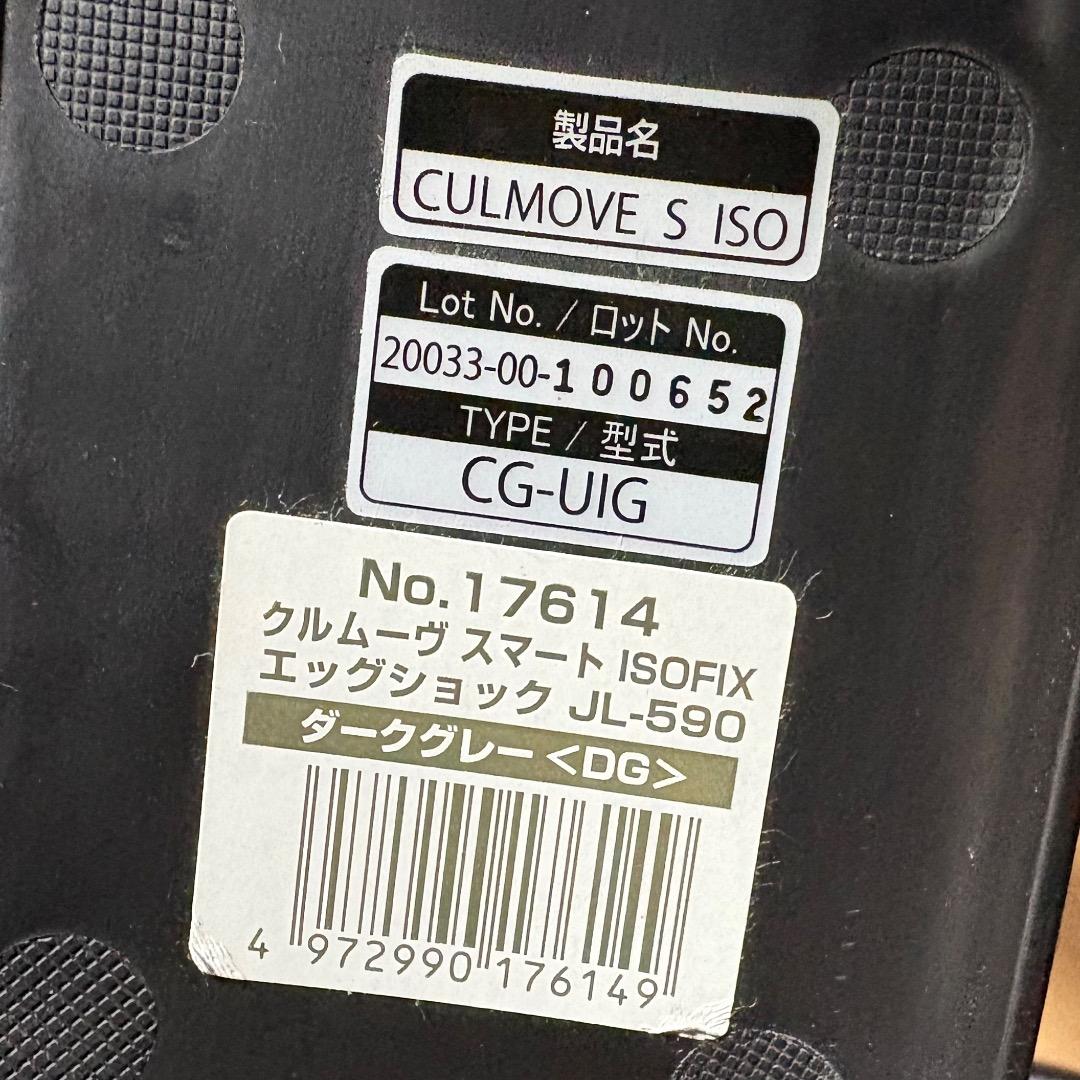 製品名
CULMOVE S ISO
Lot No. / ロット No.
20033-00-100652
TYPE / 型式
CG-UIG
No.17614
クルムーヴ スマート ISOFIX
エッグショック JL-590
ダークグレー<DG>
4 972990 176149